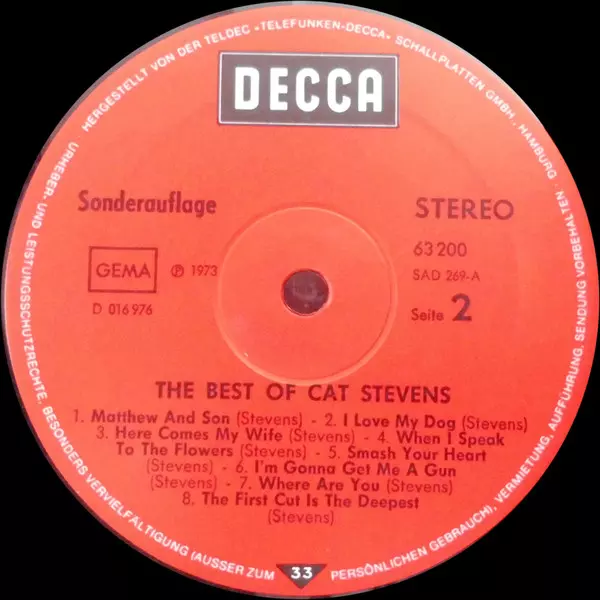 HERGESTELLT VON DER TELDEC »TELEFUNKEN-DECCA« SCHALLPLATTEN GMBH., HAMBURG
URHEBER- UND LEISTUNGSSCHUTZRECHTE, BESONDERS VERVIELFÄLTIGUNG (AUSSER ZUM PERSÖNLICHEN GEBRAUCH), VERMIETUNG, AUFFÜHRUNG, SENDUNG VORBEHALTEN
DECCA
Sonderauflage
STEREO
63 200
GEMA
℗ 1973
SAD 269-A
D 016 976
Seite 2
THE BEST OF CAT STEVENS
1. Matthew And Son (Stevens) - 2. I Love My Dog (Stevens)
3. Here Comes My Wife (Stevens) - 4. When I Speak
To The Flowers (Stevens) - 5. Smash Your Heart
(Stevens) - 6. I'm Gonna Get Me A Gun
(Stevens) - 7. Where Are You (Stevens)
8. The First Cut Is The Deepest
(Stevens)
33